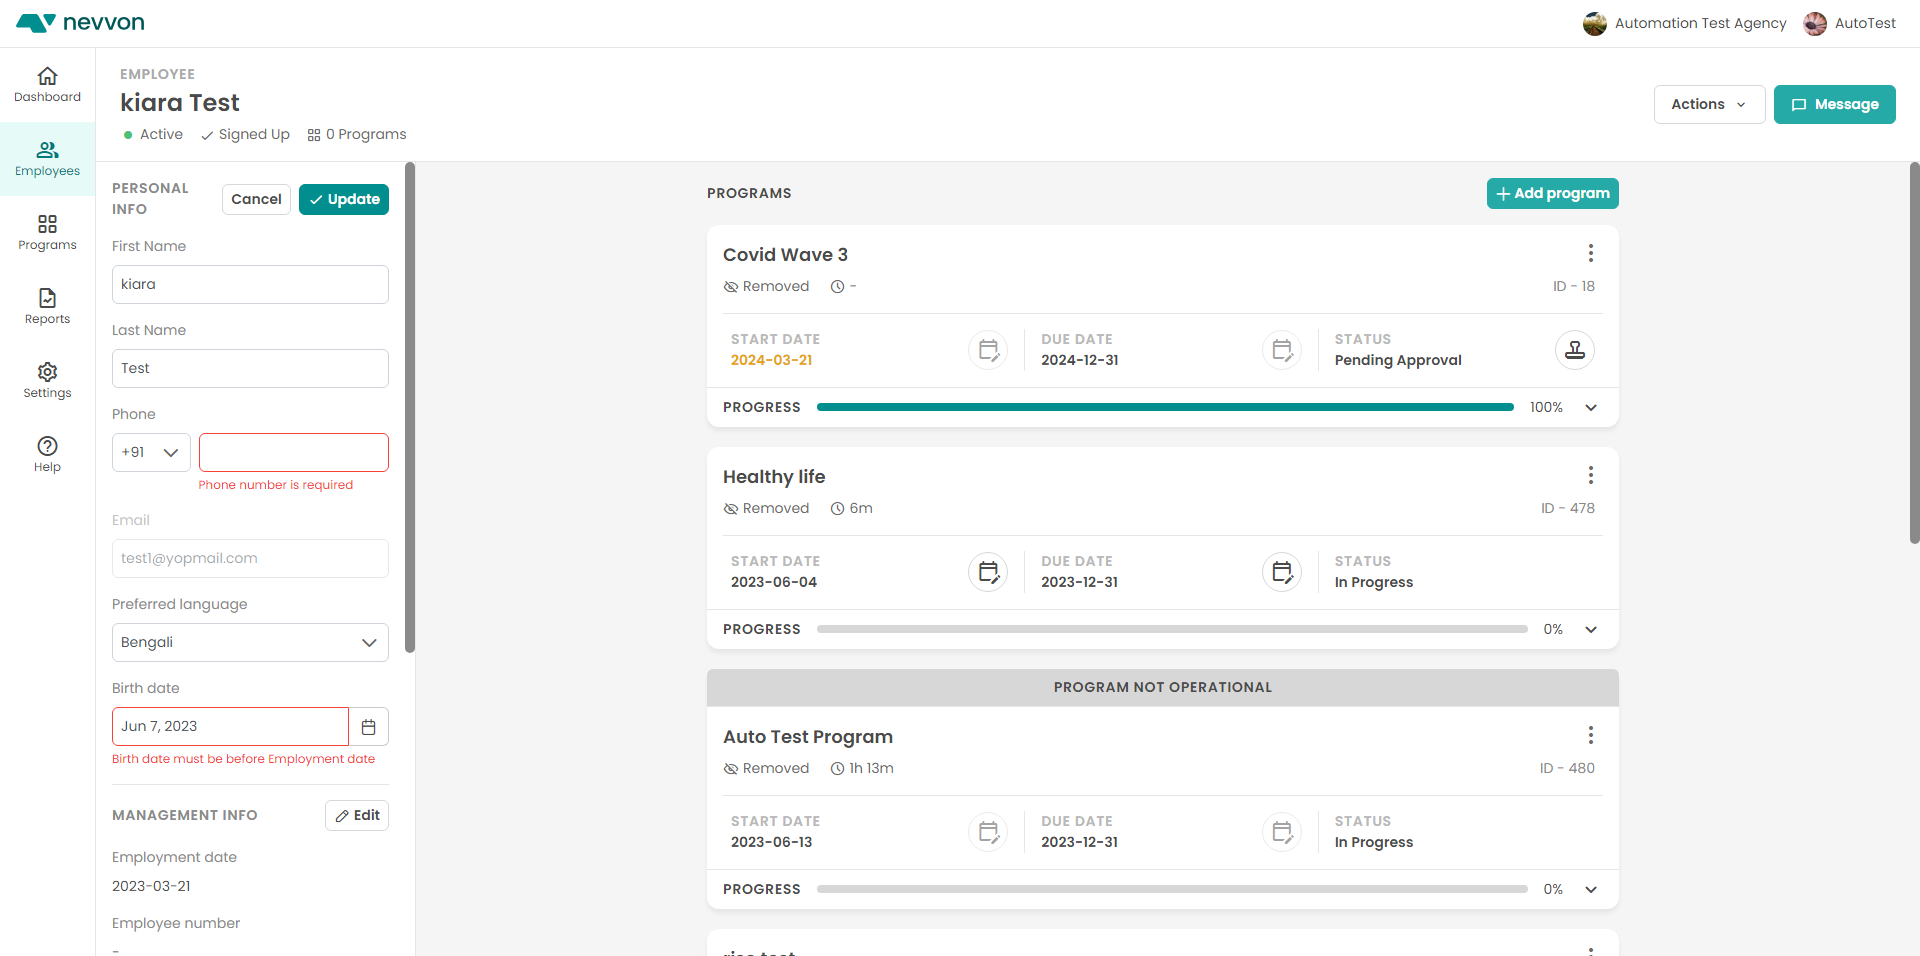 nevvon
Automation Test Agency
AutoTest
Dashboard
Employees
Programs
Reports
Settings
Help
EMPLOYEE
kiara Test
Active
Signed Up
0 Programs
Actions
Message
PERSONAL
INFO
Cancel
Update
First Name
kiara
Last Name
Test
Phone
+91
Phone number is required
Email
test1@yopmail.com
Preferred language
Bengali
Birth date
Jun 7, 2023
Birth date must be before Employment date
MANAGEMENT INFO
Edit
Employment date
2023-03-21
Employee number
-
PROGRAMS
Add program
Covid Wave 3
Removed
-
ID - 18
START DATE
2024-03-21
DUE DATE
2024-12-31
STATUS
Pending Approval
PROGRESS
100%
Healthy life
Removed
6m
ID - 478
START DATE
2023-06-04
DUE DATE
2023-12-31
STATUS
In Progress
PROGRESS
0%
PROGRAM NOT OPERATIONAL
Auto Test Program
Removed
1h 13m
ID - 480
START DATE
2023-06-13
DUE DATE
2023-12-31
STATUS
In Progress
PROGRESS
0%